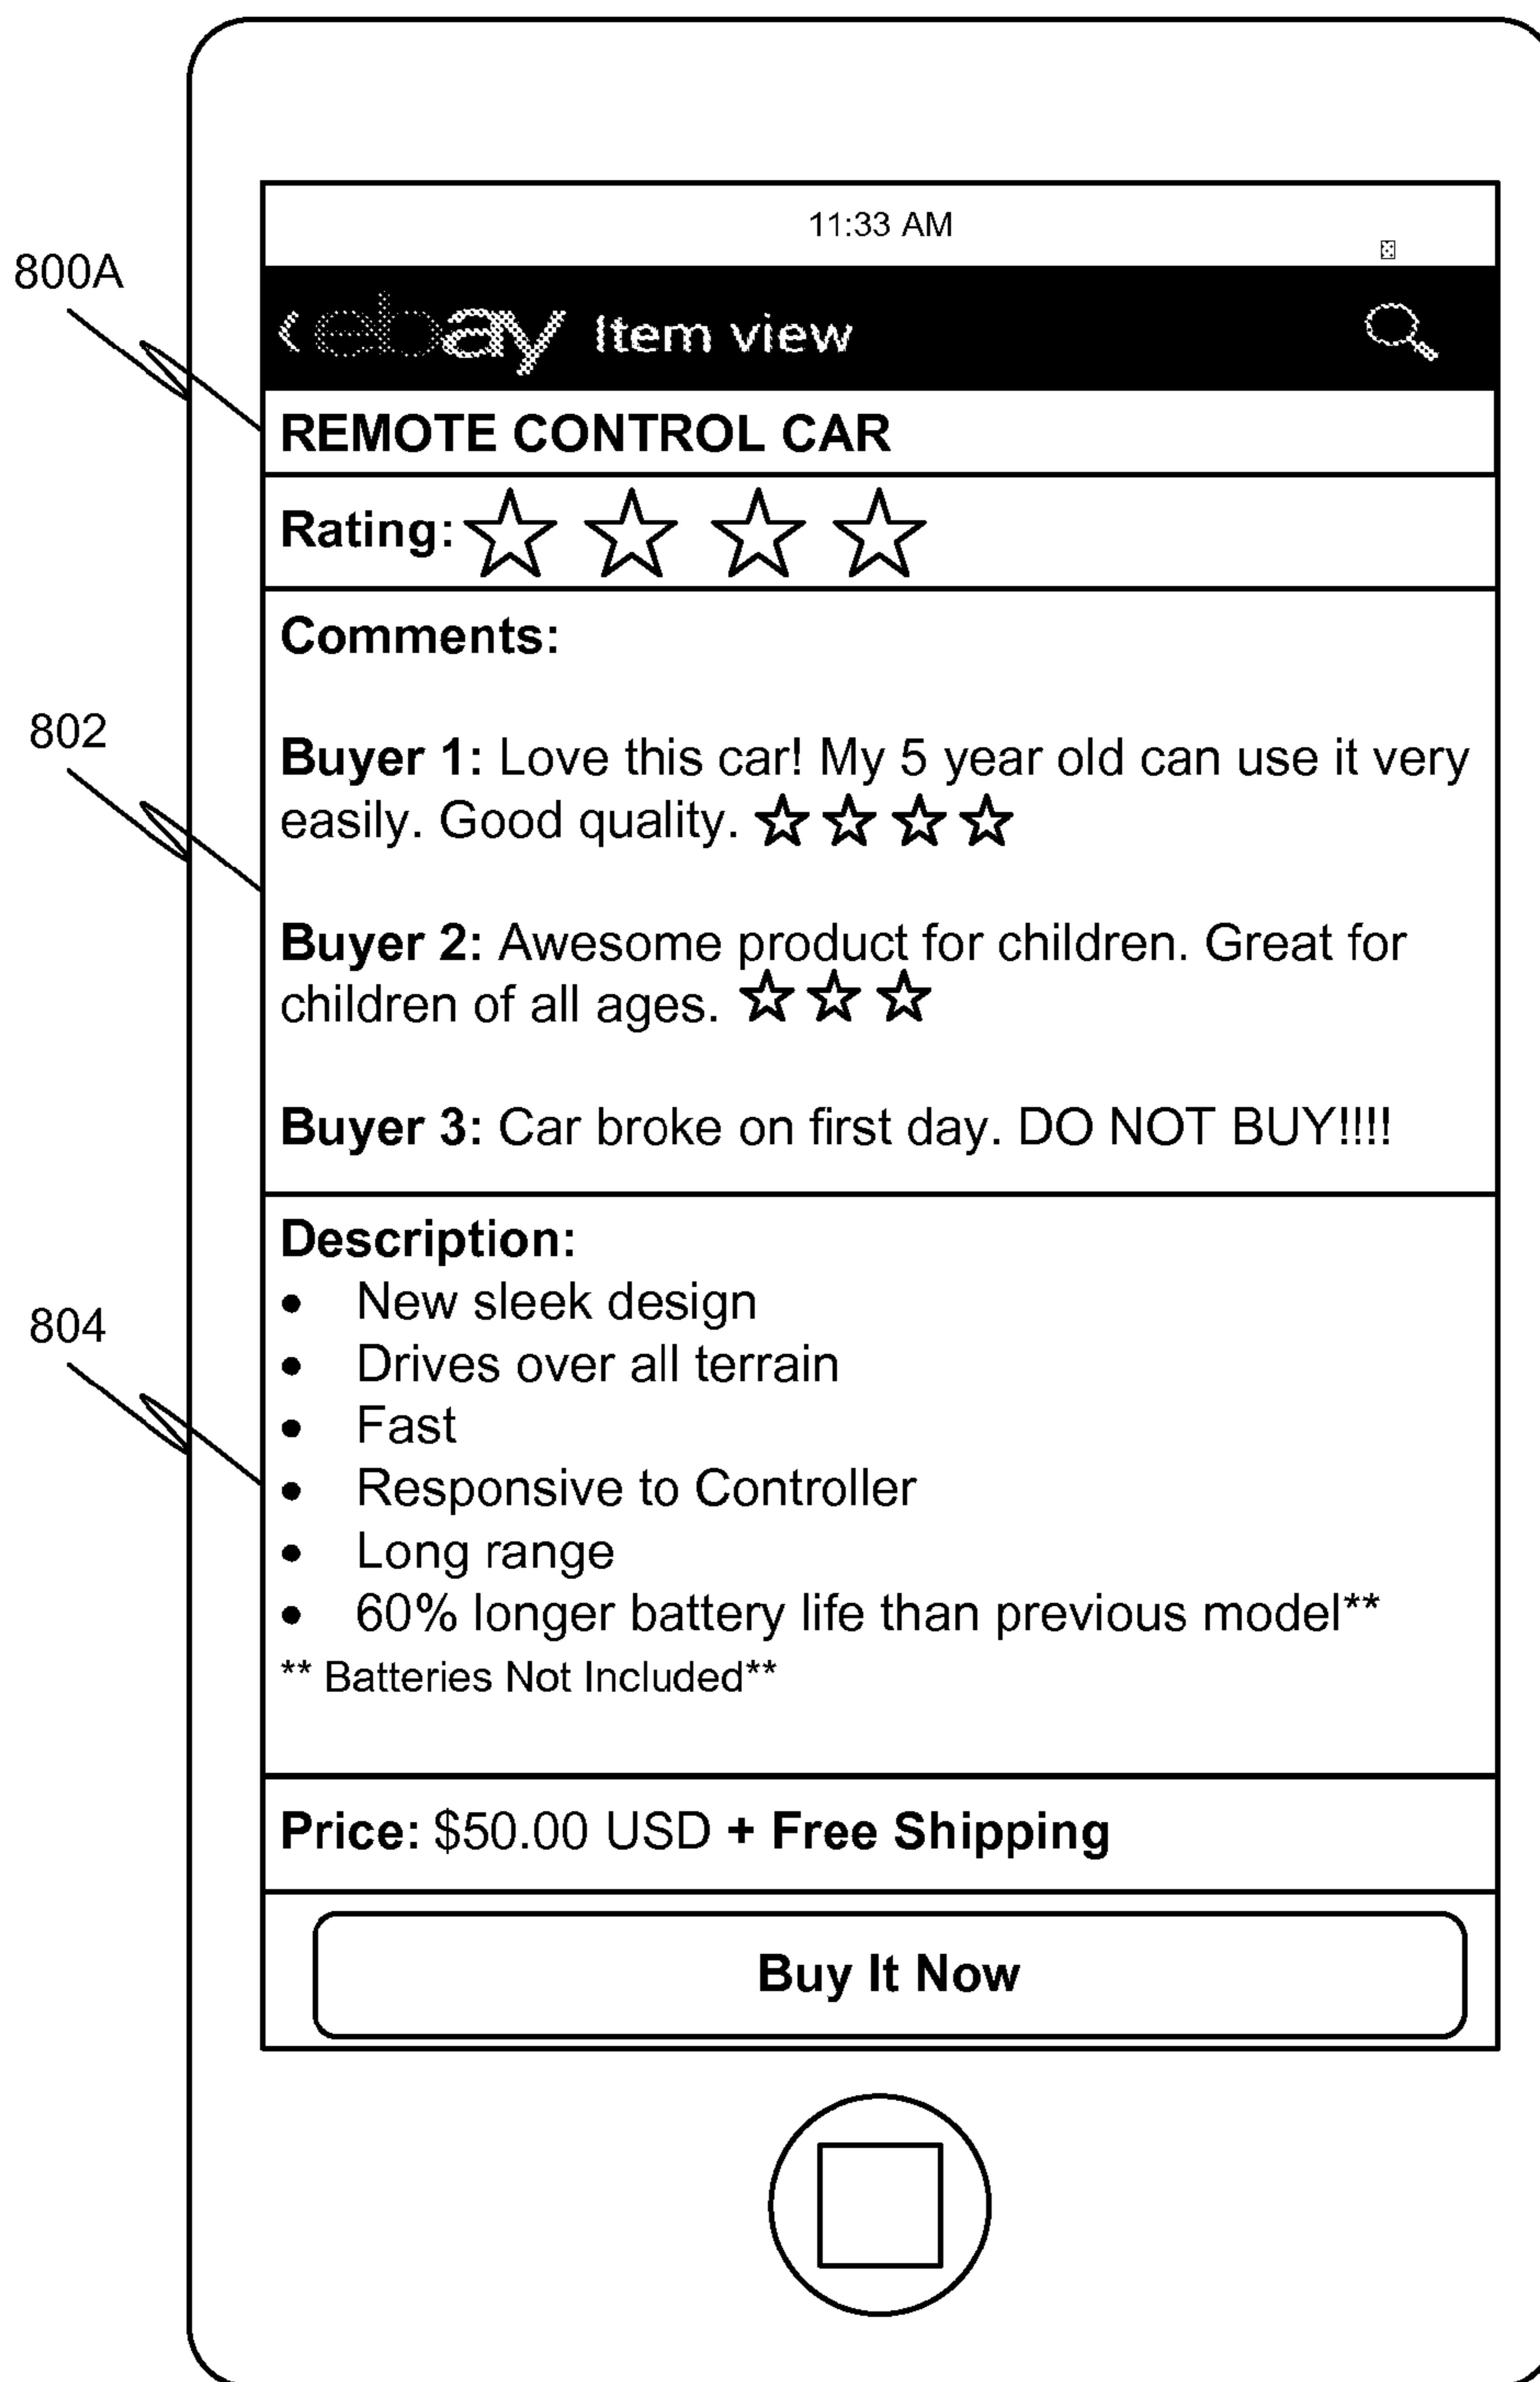 11:33 AM
800A
ebay Item view
REMOTE CONTROL CAR
Rating:
Comments:
802
Buyer 1: Love this car! My 5 year old can use it very
easily. Good quality.
Buyer 2: Awesome product for children. Great for
children of all ages.
Buyer 3: Car broke on first day. DO NOT BUY!!!!
Description:
• New sleek design
804
• Drives over all terrain
• Fast
• Responsive to Controller
• Long range
• 60% longer battery life than previous model**
** Batteries Not Included**
Price: $50.00 USD + Free Shipping
Buy It Now